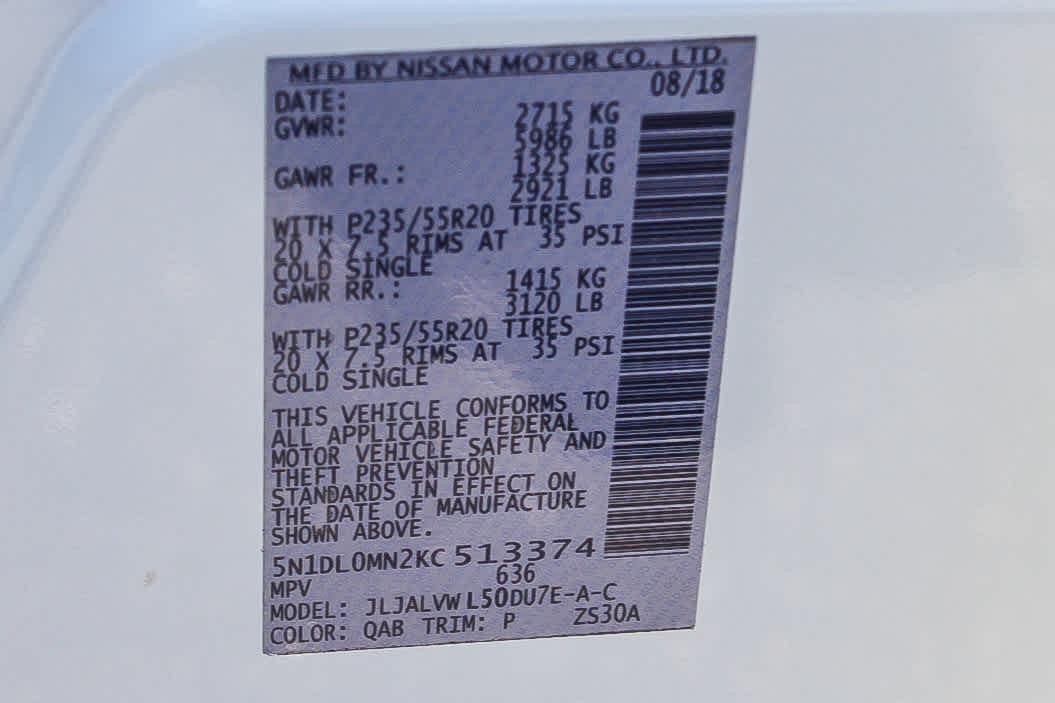 MFD BY NISSAN MOTOR CO., LTD.
DATE: 08/18
GVWR: 2715 KG
5986 LB
GAWR FR.: 1325 KG
2921 LB
WITH P235/55R20 TIRES
20 X 7.5 RIMS AT 35 PSI
COLD SINGLE
GAWR RR.: 1415 KG
3120 LB
WITH P235/55R20 TIRES
20 X 7.5 RIMS AT 35 PSI
COLD SINGLE
THIS VEHICLE CONFORMS TO
ALL APPLICABLE FEDERAL
MOTOR VEHICLE SAFETY AND
THEFT PREVENTION
STANDARDS IN EFFECT ON
THE DATE OF MANUFACTURE
SHOWN ABOVE.
5N1DL0MN2KC 513374
MPV 636
MODEL: JLJALVW L50DU7E-A-C
COLOR: QAB TRIM: P ZS30A